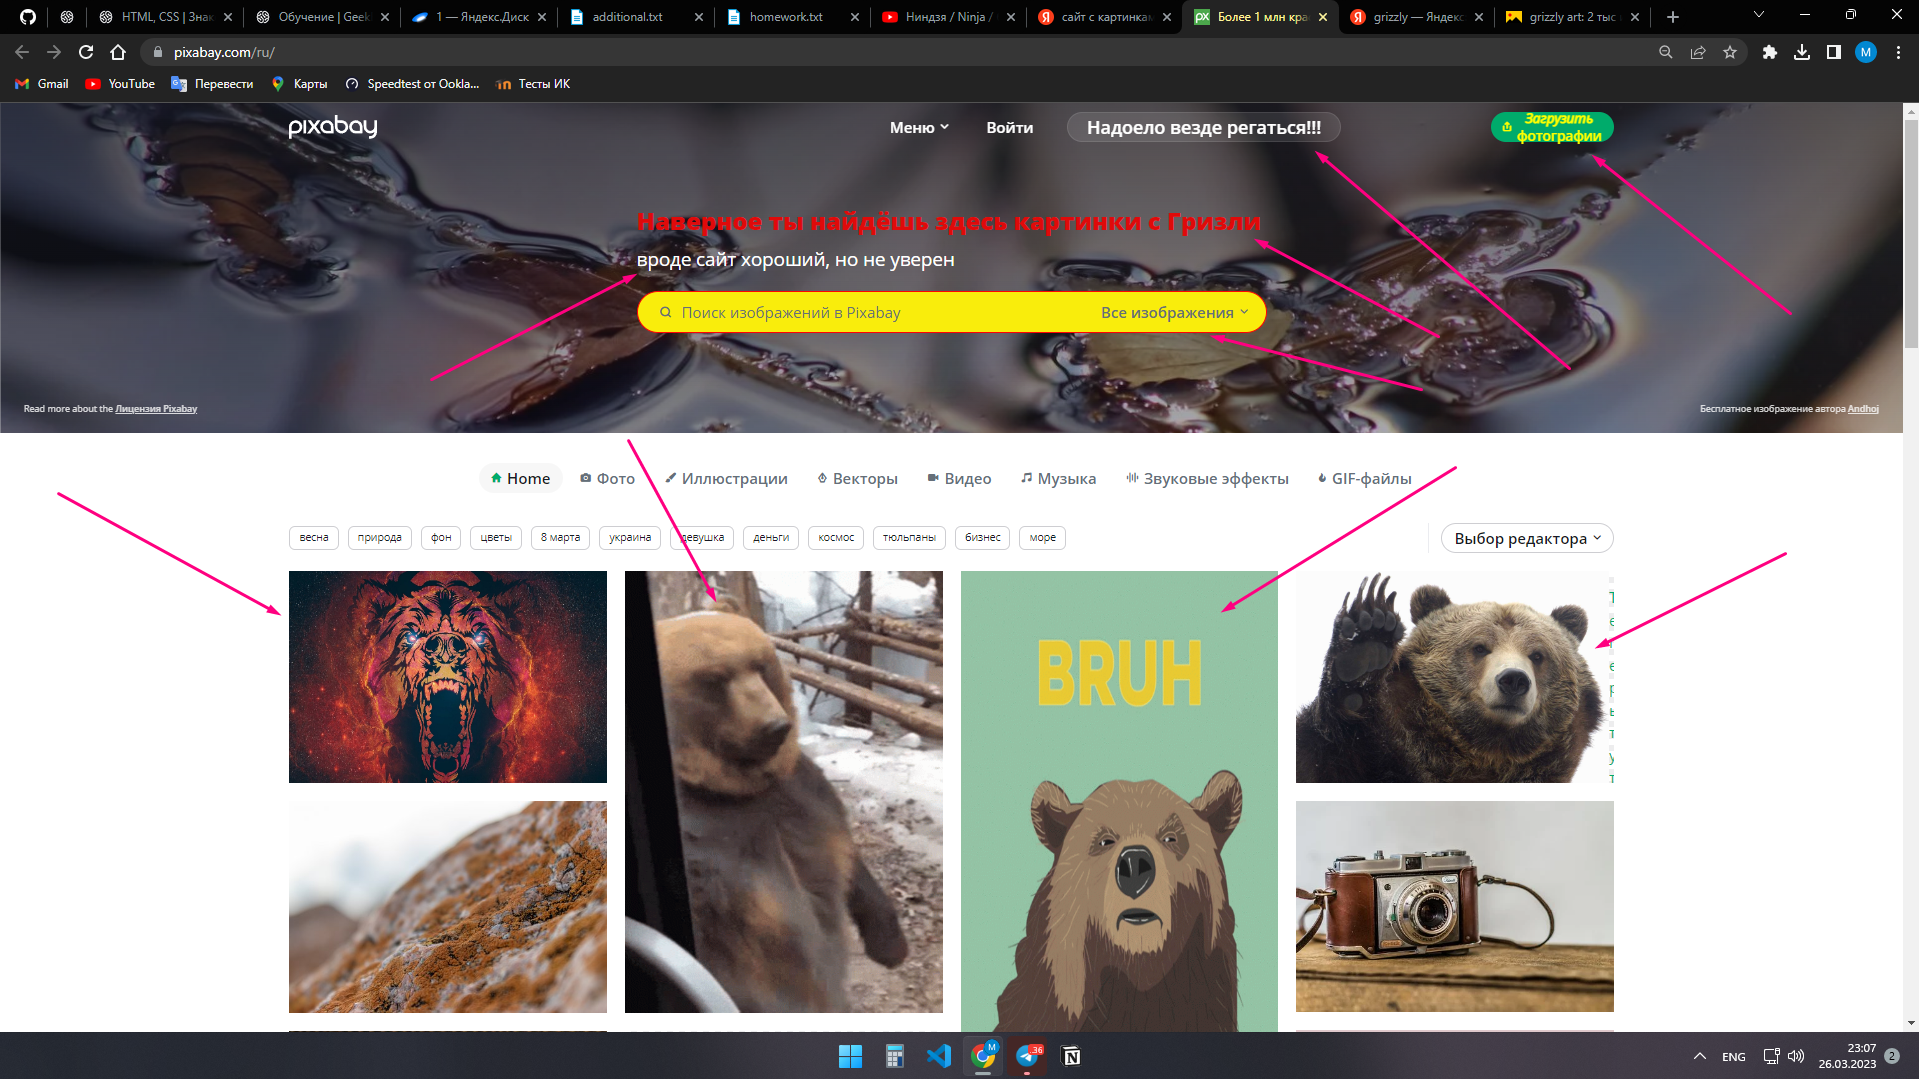 HTML, CSS | Знак
Обучение | Geek
1 — Яндекс.Диск
additional.txt
homework.txt
Ниндзя / Ninja /
сайт с картинкам
Более 1 млн кра
grizzly — Яндекс
grizzly art: 2 тыс
pixabay.com/ru/
M
Gmail
YouTube
Перевести
Карты
Speedtest от Ookla...
Тесты ИК
pixabay
Меню
Войти
Надоело везде регаться!!!
Загрузить
фотографии
Наверное ты найдёшь здесь картинки с Гризли
вроде сайт хороший, но не уверен
Поиск изображений в Pixabay
Все изображения
Read more about the Лицензия Pixabay
Бесплатное изображение автора Andhoj
Home
Фото
Иллюстрации
Векторы
Видео
Музыка
Звуковые эффекты
GIF-файлы
весна
природа
фон
цветы
8 марта
украина
девушка
деньги
космос
тюльпаны
бизнес
море
Выбор редактора
BRUH
ENG
23:07
26.03.2023
2